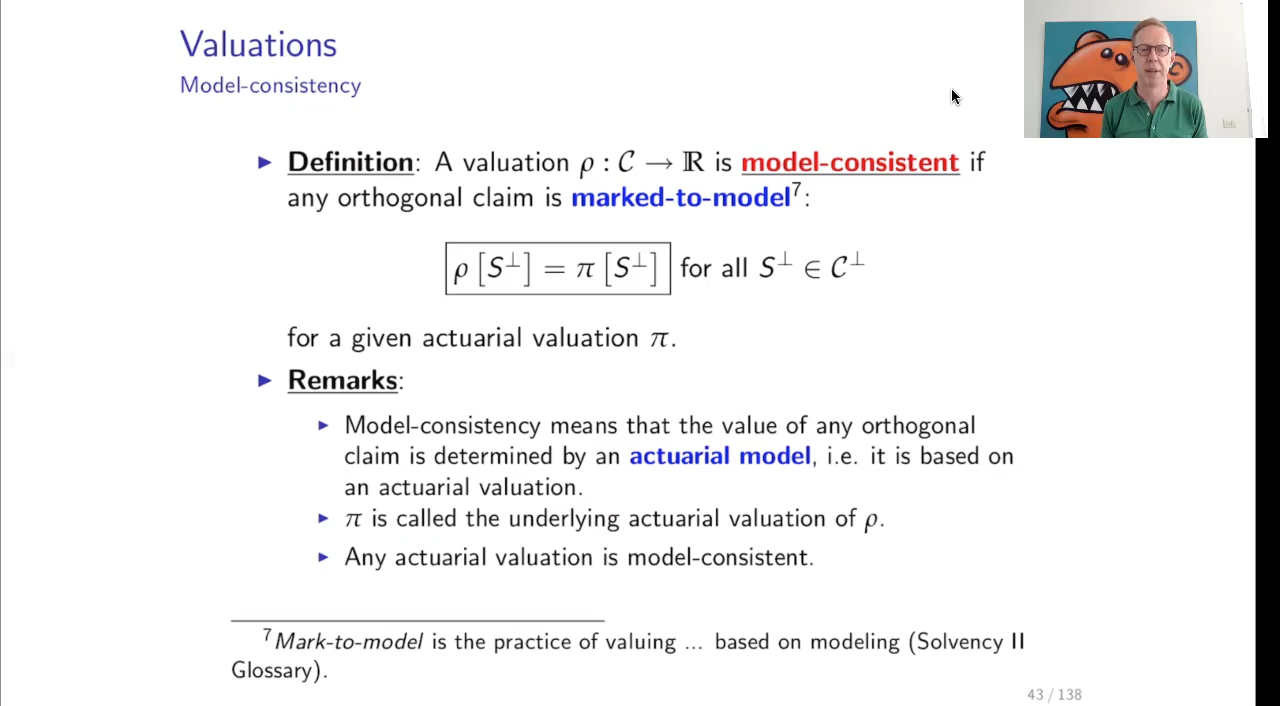 Valuations
Model-consistency
▶ Definition: A valuation ρ : 𝒞 → ℝ is model-consistent if
any orthogonal claim is marked-to-model⁷:
ρ [S^⊥] = π [S^⊥] for all S^⊥ ∈ 𝒞^⊥
for a given actuarial valuation π.
▶ Remarks:
▶ Model-consistency means that the value of any orthogonal
claim is determined by an actuarial model, i.e. it is based on
an actuarial valuation.
▶ π is called the underlying actuarial valuation of ρ.
▶ Any actuarial valuation is model-consistent.
⁷Mark-to-model is the practice of valuing ... based on modeling (Solvency II
Glossary).
43 / 138